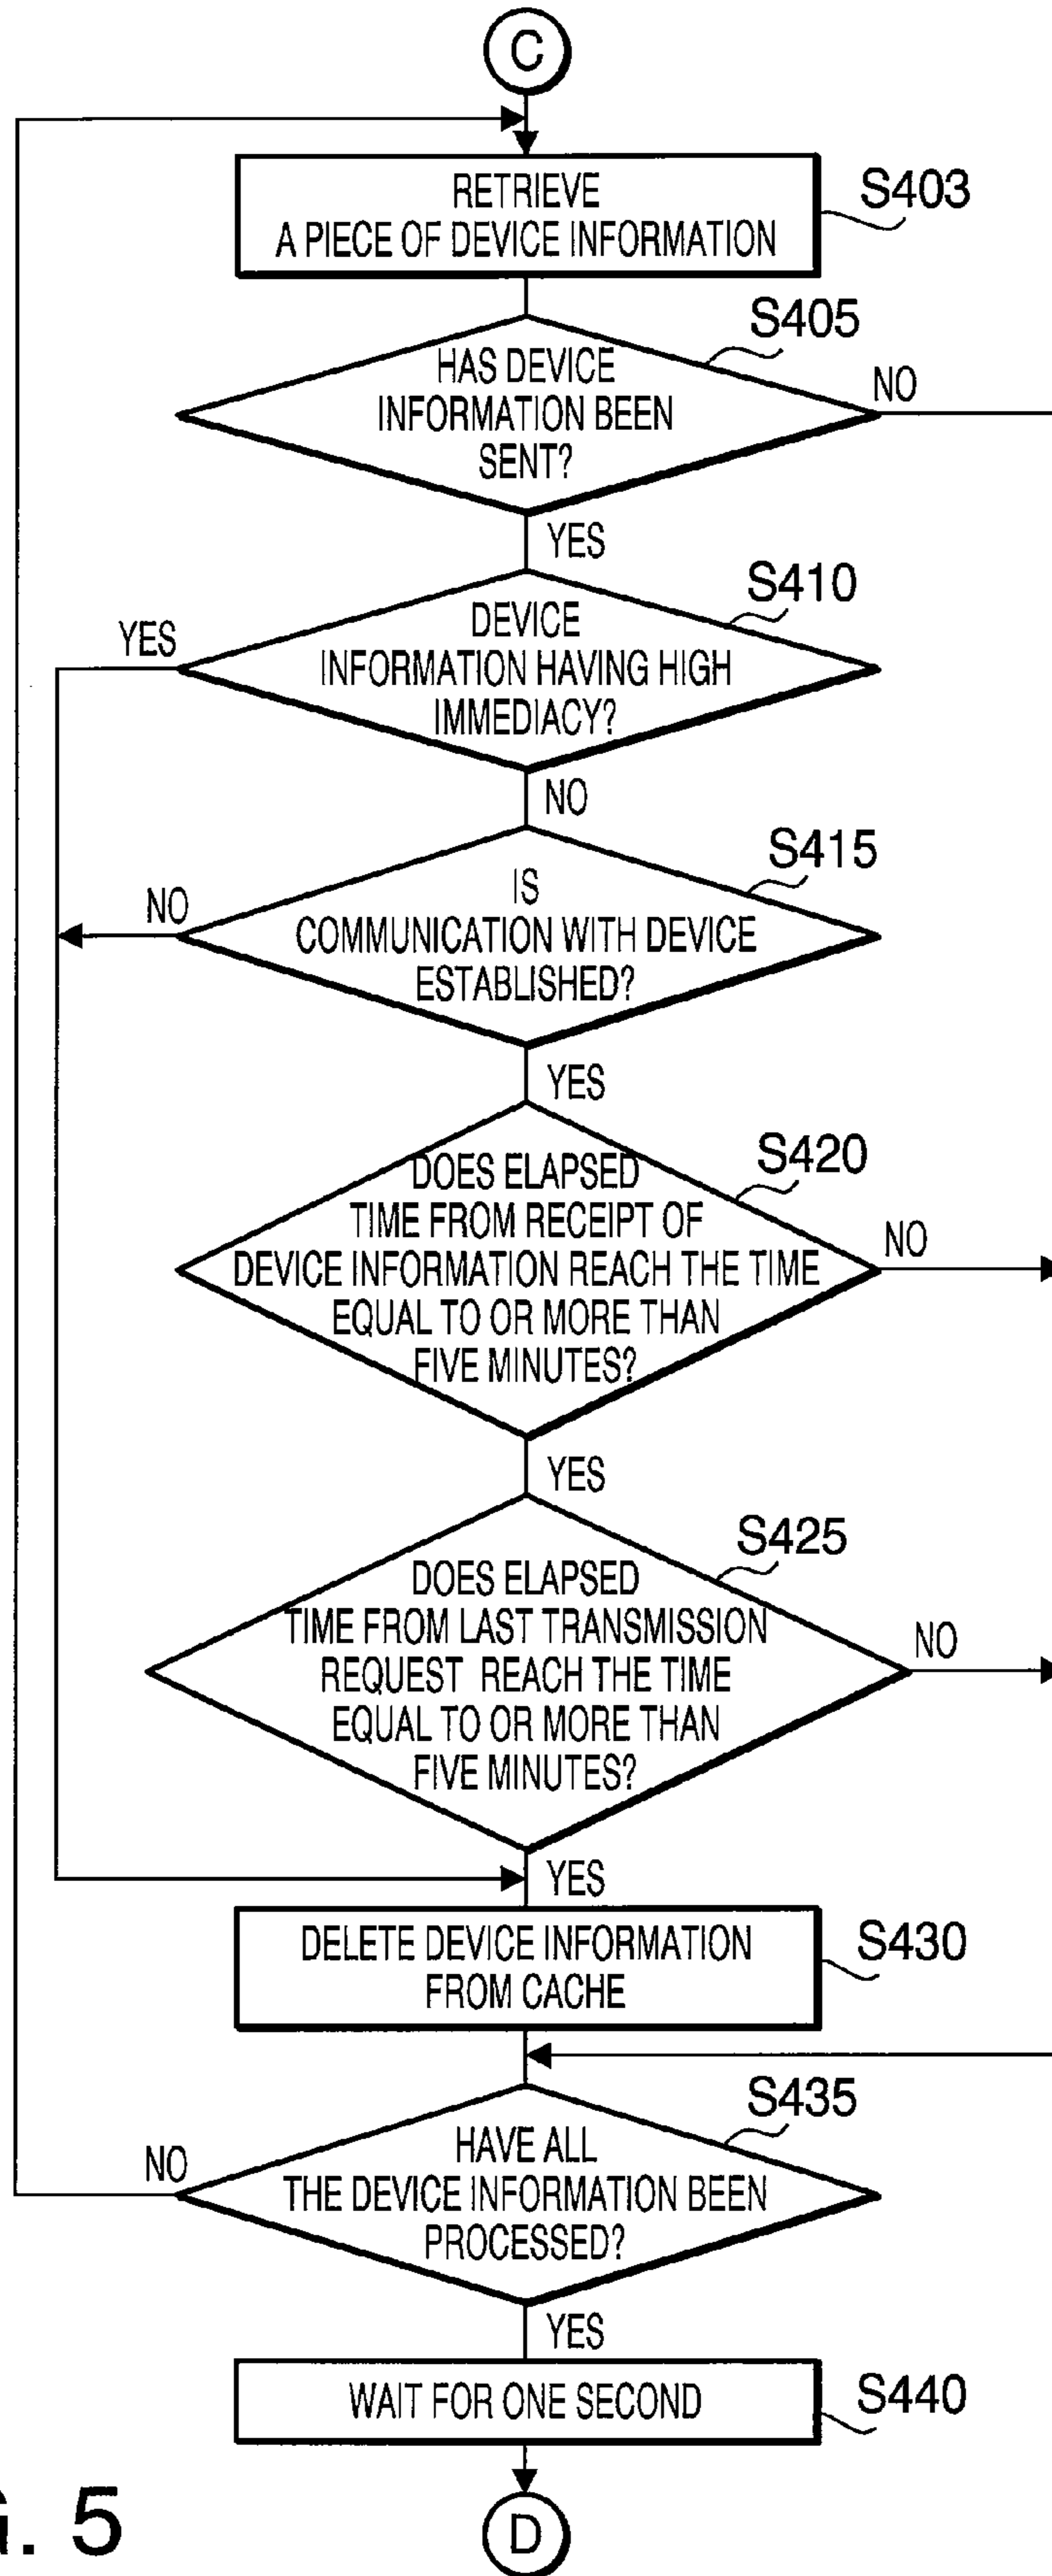 C
RETRIEVE
A PIECE OF DEVICE INFORMATION
S403
S405
HAS DEVICE
INFORMATION BEEN
SENT?
NO
YES
S410
DEVICE
INFORMATION HAVING HIGH
IMMEDIACY?
YES
NO
S415
IS
COMMUNICATION WITH DEVICE
ESTABLISHED?
NO
YES
S420
DOES ELAPSED
TIME FROM RECEIPT OF
DEVICE INFORMATION REACH THE TIME
EQUAL TO OR MORE THAN
FIVE MINUTES?
NO
YES
S425
DOES ELAPSED
TIME FROM LAST TRANSMISSION
REQUEST REACH THE TIME
EQUAL TO OR MORE THAN
FIVE MINUTES?
NO
YES
DELETE DEVICE INFORMATION
FROM CACHE
S430
S435
HAVE ALL
THE DEVICE INFORMATION BEEN
PROCESSED?
NO
YES
WAIT FOR ONE SECOND
S440
D
G. 5